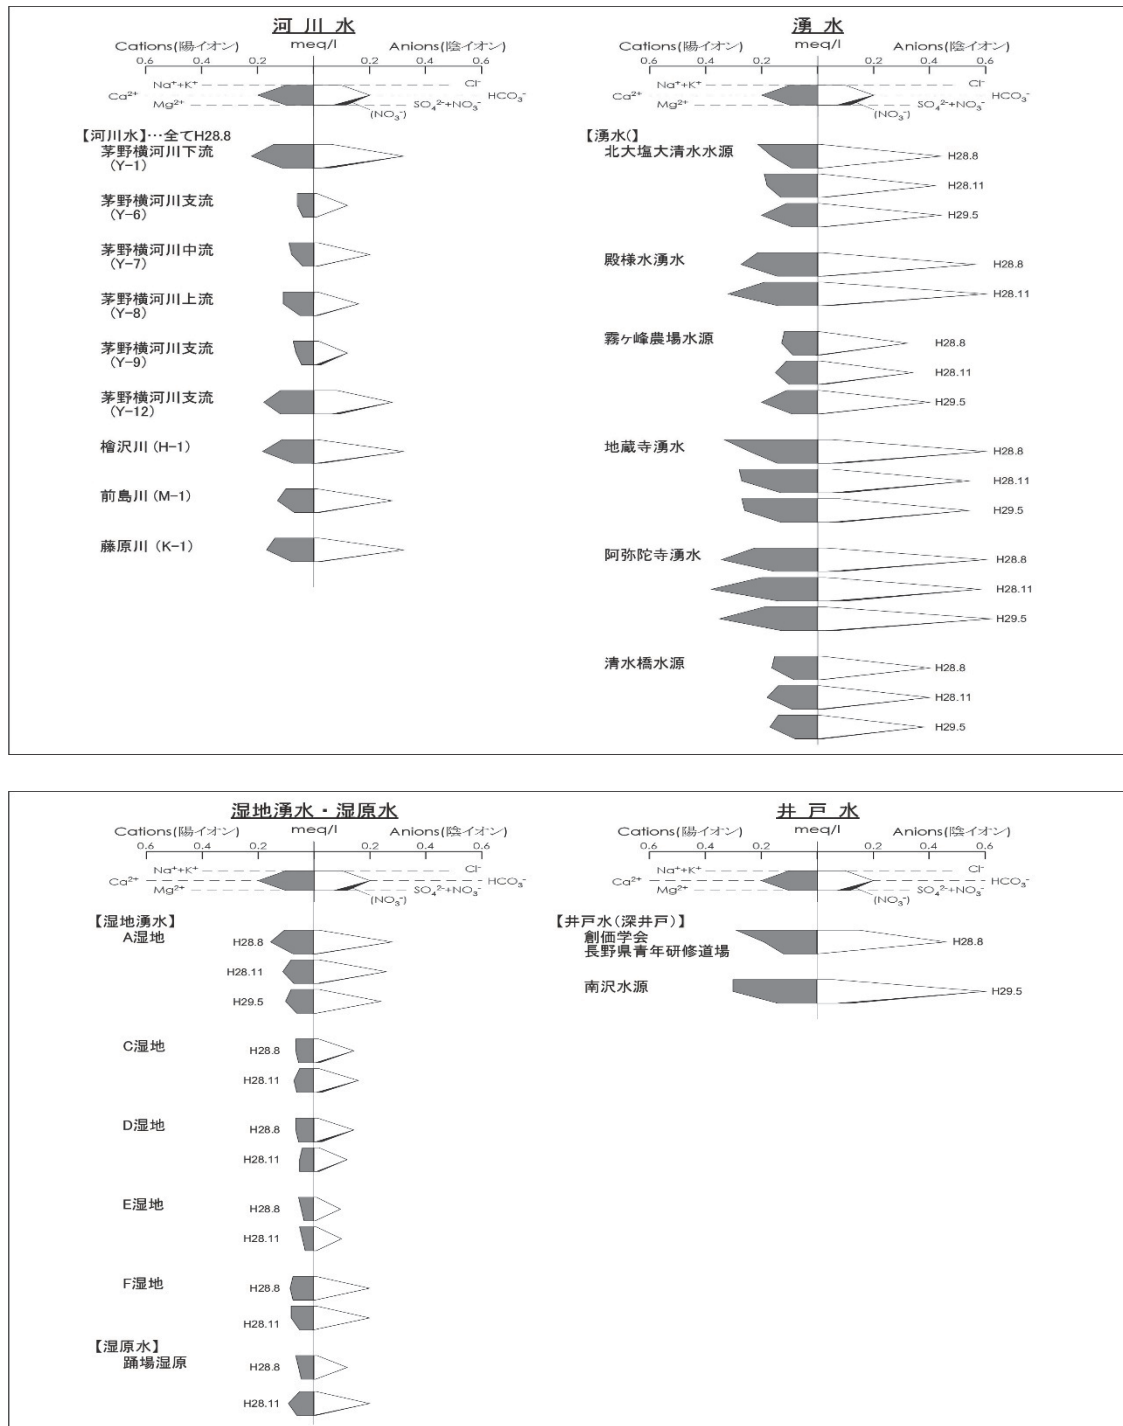 河 川 水
Cations(陽イオン) meq/l Anions(陰イオン)
0.6 0.4 0.2 0.2 0.4 0.6
Na⁺+K⁺ Cl⁻
Ca²⁺ HCO₃⁻
Mg²⁺ SO₄²⁻+NO₃⁻
(NO₃⁻)
【河川水】…全てH28.8
茅野横河川下流
(Y-1)
茅野横河川支流
(Y-6)
茅野横河川中流
(Y-7)
茅野横河川上流
(Y-8)
茅野横河川支流
(Y-9)
茅野横河川支流
(Y-12)
檜沢川(H-1)
前島川(M-1)
藤原川(K-1)
湧 水
Cations(陽イオン) meq/l Anions(陰イオン)
0.6 0.4 0.2 0.2 0.4 0.6
Na⁺+K⁺ Cl⁻
Ca²⁺ HCO₃⁻
Mg²⁺ SO₄²⁻+NO₃⁻
(NO₃⁻)
【湧水(】
北大塩大清水水源 H28.8
H28.11
H29.5
殿様水湧水 H28.8
H28.11
霧ヶ峰農場水源 H28.8
H28.11
H29.5
地蔵寺湧水 H28.8
H28.11
H29.5
阿弥陀寺湧水 H28.8
H28.11
H29.5
清水橋水源 H28.8
H28.11
H29.5
湿地湧水・湿原水
Cations(陽イオン) meq/l Anions(陰イオン)
0.6 0.4 0.2 0.2 0.4 0.6
Na⁺+K⁺ Cl⁻
Ca²⁺ HCO₃⁻
Mg²⁺ SO₄²⁻+NO₃⁻
(NO₃⁻)
【湿地湧水】
A湿地 H28.8
H28.11
H29.5
C湿地 H28.8
H28.11
D湿地 H28.8
H28.11
E湿地 H28.8
H28.11
F湿地 H28.8
H28.11
【湿原水】
踊場湿原 H28.8
H28.11
井 戸 水
Cations(陽イオン) meq/l Anions(陰イオン)
0.6 0.4 0.2 0.2 0.4 0.6
Na⁺+K⁺ Cl⁻
Ca²⁺ HCO₃⁻
Mg²⁺ SO₄²⁻+NO₃⁻
(NO₃⁻)
【井戸水(深井戸)】
創価学会 H28.8
長野県青年研修道場
南沢水源 H29.5